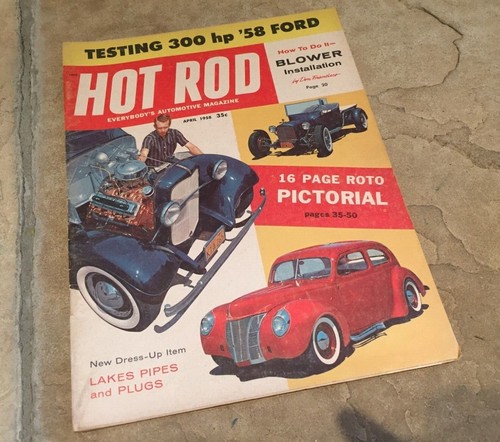 TESTING 300 hp '58 FORD
HOT ROD
EVERYBODY'S AUTOMOTIVE MAGAZINE
APRIL 1958 35c
How To Do It—
BLOWER
Installation
Page 30
16 PAGE ROTO
PICTORIAL
pages 35-50
New Dress-Up Item
LAKES PIPES
and PLUGS